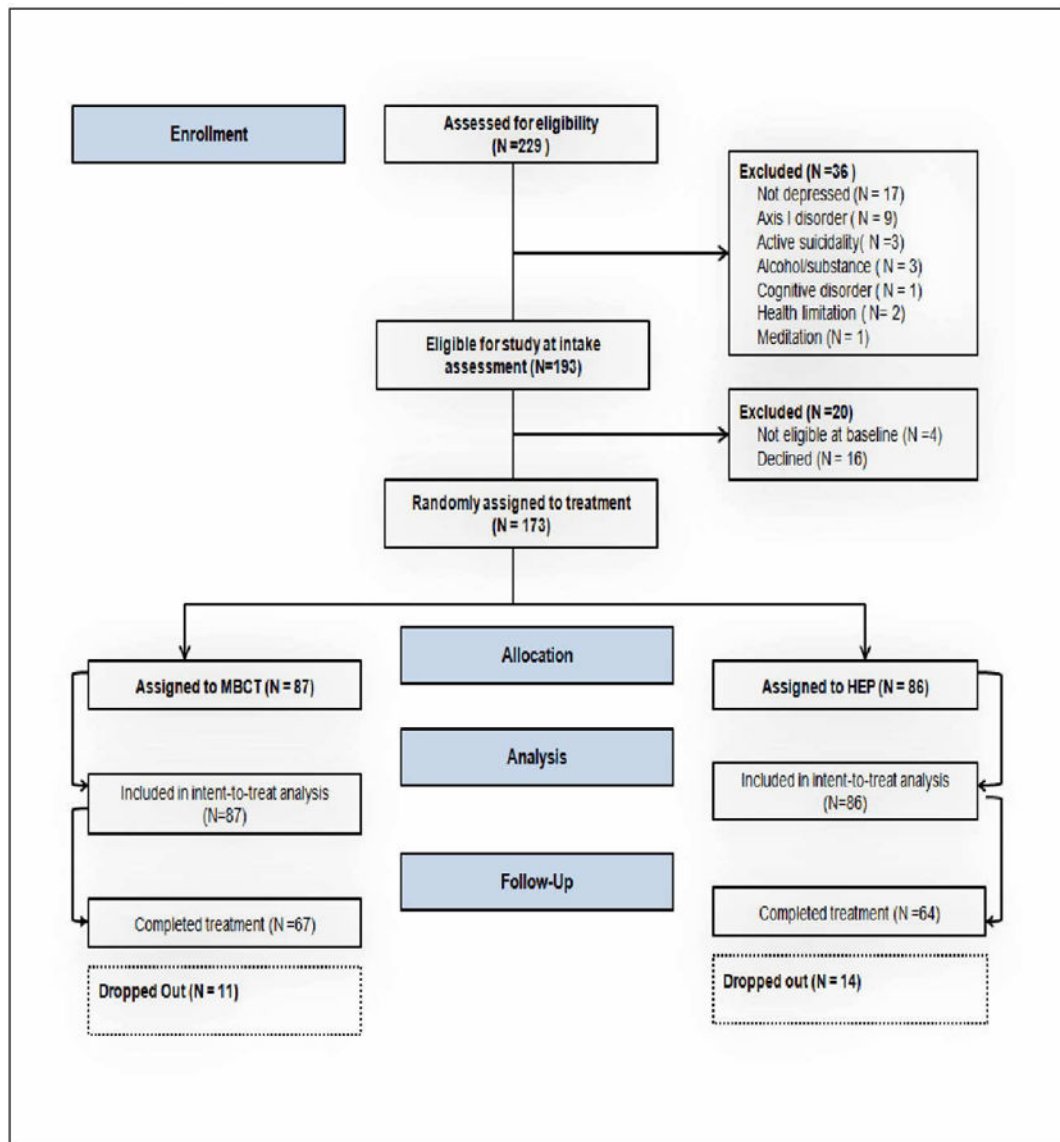 Enrollment
Assessed for eligibility
(N =229 )
Excluded (N =36 )
Not depressed (N = 17)
Axis I disorder ( N = 9)
Active suicidality( N =3)
Alcohol/substance ( N = 3)
Cognitive disorder ( N = 1)
Health limitation ( N= 2)
Meditation (N = 1)
Eligible for study at intake
assessment (N=193)
Excluded (N =20)
Not eligible at baseline (N =4)
Declined (N = 16)
Randomly assigned to treatment
(N = 173)
Allocation
Assigned to MBCT (N = 87)
Assigned to HEP (N = 86)
Analysis
Included in intent-to-treat analysis
(N=87)
Included in intent-to-treat analysis
(N=86)
Follow-Up
Completed treatment (N =67)
Completed treatment (N =64)
Dropped Out (N = 11)
Dropped out (N = 14)